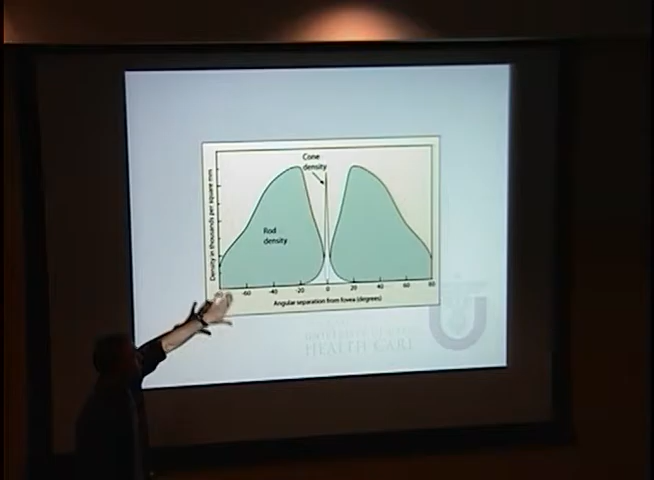 Cone
density
Rod
density
Density in thousands per square mm
-60 -40 -20 0 20 40 60 80
Angular separation from fovea (degrees)
HEALTH CARE